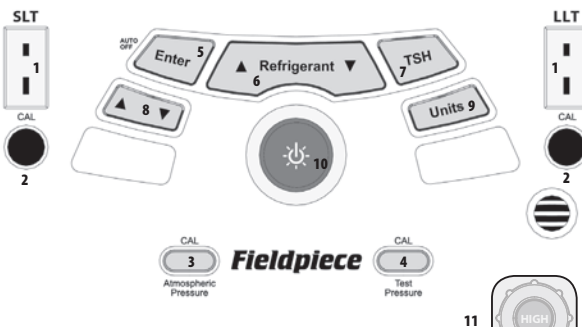 SLT
LLT
AUTO OFF
Enter 5
▲ Refrigerant ▼
6
TSH
7
1
1
▲ 8 ▼
Units 9
CAL
CAL
2
2
10
CAL
3
Atmospheric
Pressure
Fieldpiece
CAL
4
Test
Pressure
11
HIGH